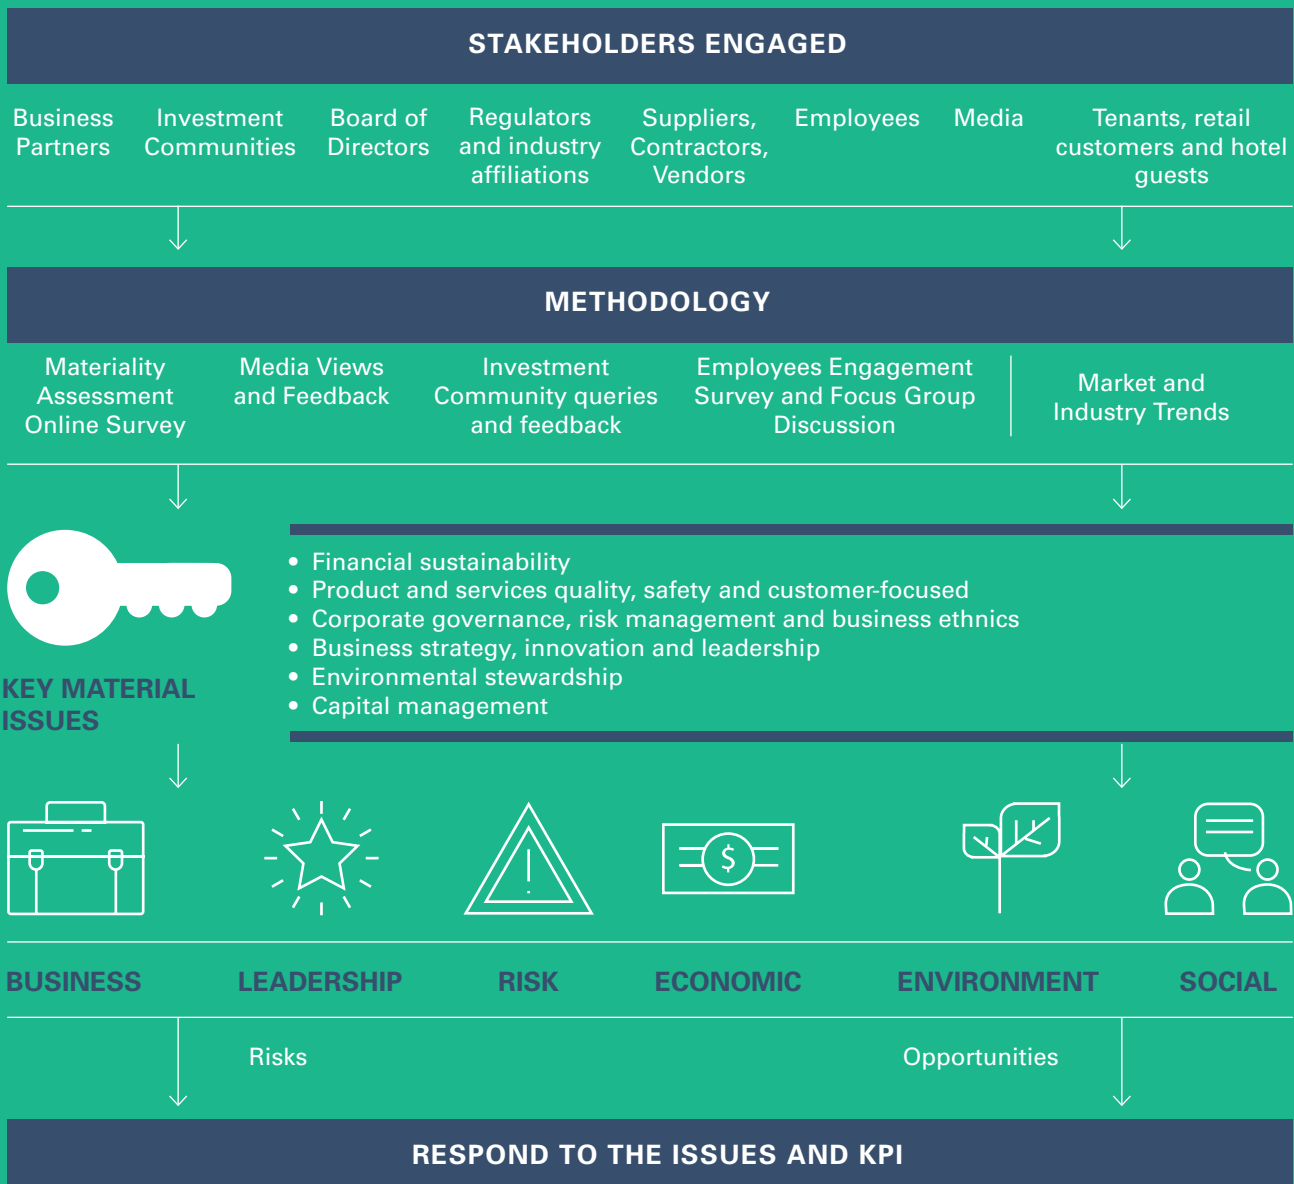 STAKEHOLDERS ENGAGED
Business
Partners
Investment
Communities
Board of
Directors
Regulators
and industry
affiliations
Suppliers,
Contractors,
Vendors
Employees
Media
Tenants, retail
customers and hotel
guests
METHODOLOGY
Materiality
Assessment
Online Survey
Media Views
and Feedback
Investment
Community queries
and feedback
Employees Engagement
Survey and Focus Group
Discussion
Market and
Industry Trends
KEY MATERIAL
ISSUES
• Financial sustainability
• Product and services quality, safety and customer-focused
• Corporate governance, risk management and business ethnics
• Business strategy, innovation and leadership
• Environmental stewardship
• Capital management
$
BUSINESS
LEADERSHIP
RISK
ECONOMIC
ENVIRONMENT
SOCIAL
Risks
Opportunities
RESPOND TO THE ISSUES AND KPI